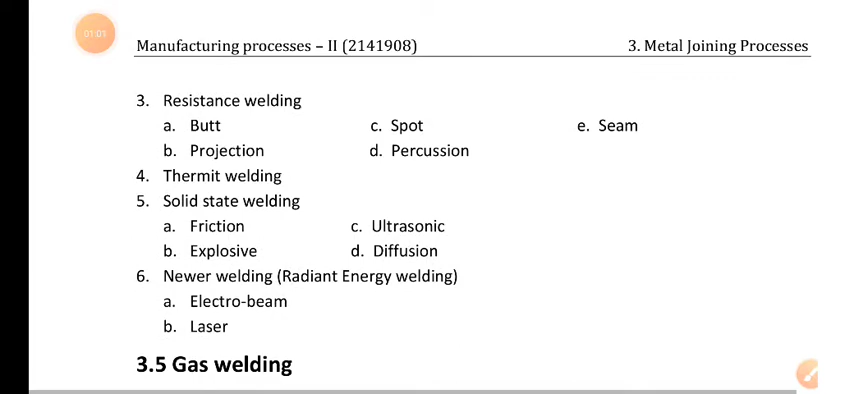 01:01
Manufacturing processes – II (2141908) 3. Metal Joining Processes
3. Resistance welding
a. Butt c. Spot e. Seam
b. Projection d. Percussion
4. Thermit welding
5. Solid state welding
a. Friction c. Ultrasonic
b. Explosive d. Diffusion
6. Newer welding (Radiant Energy welding)
a. Electro-beam
b. Laser
3.5 Gas welding